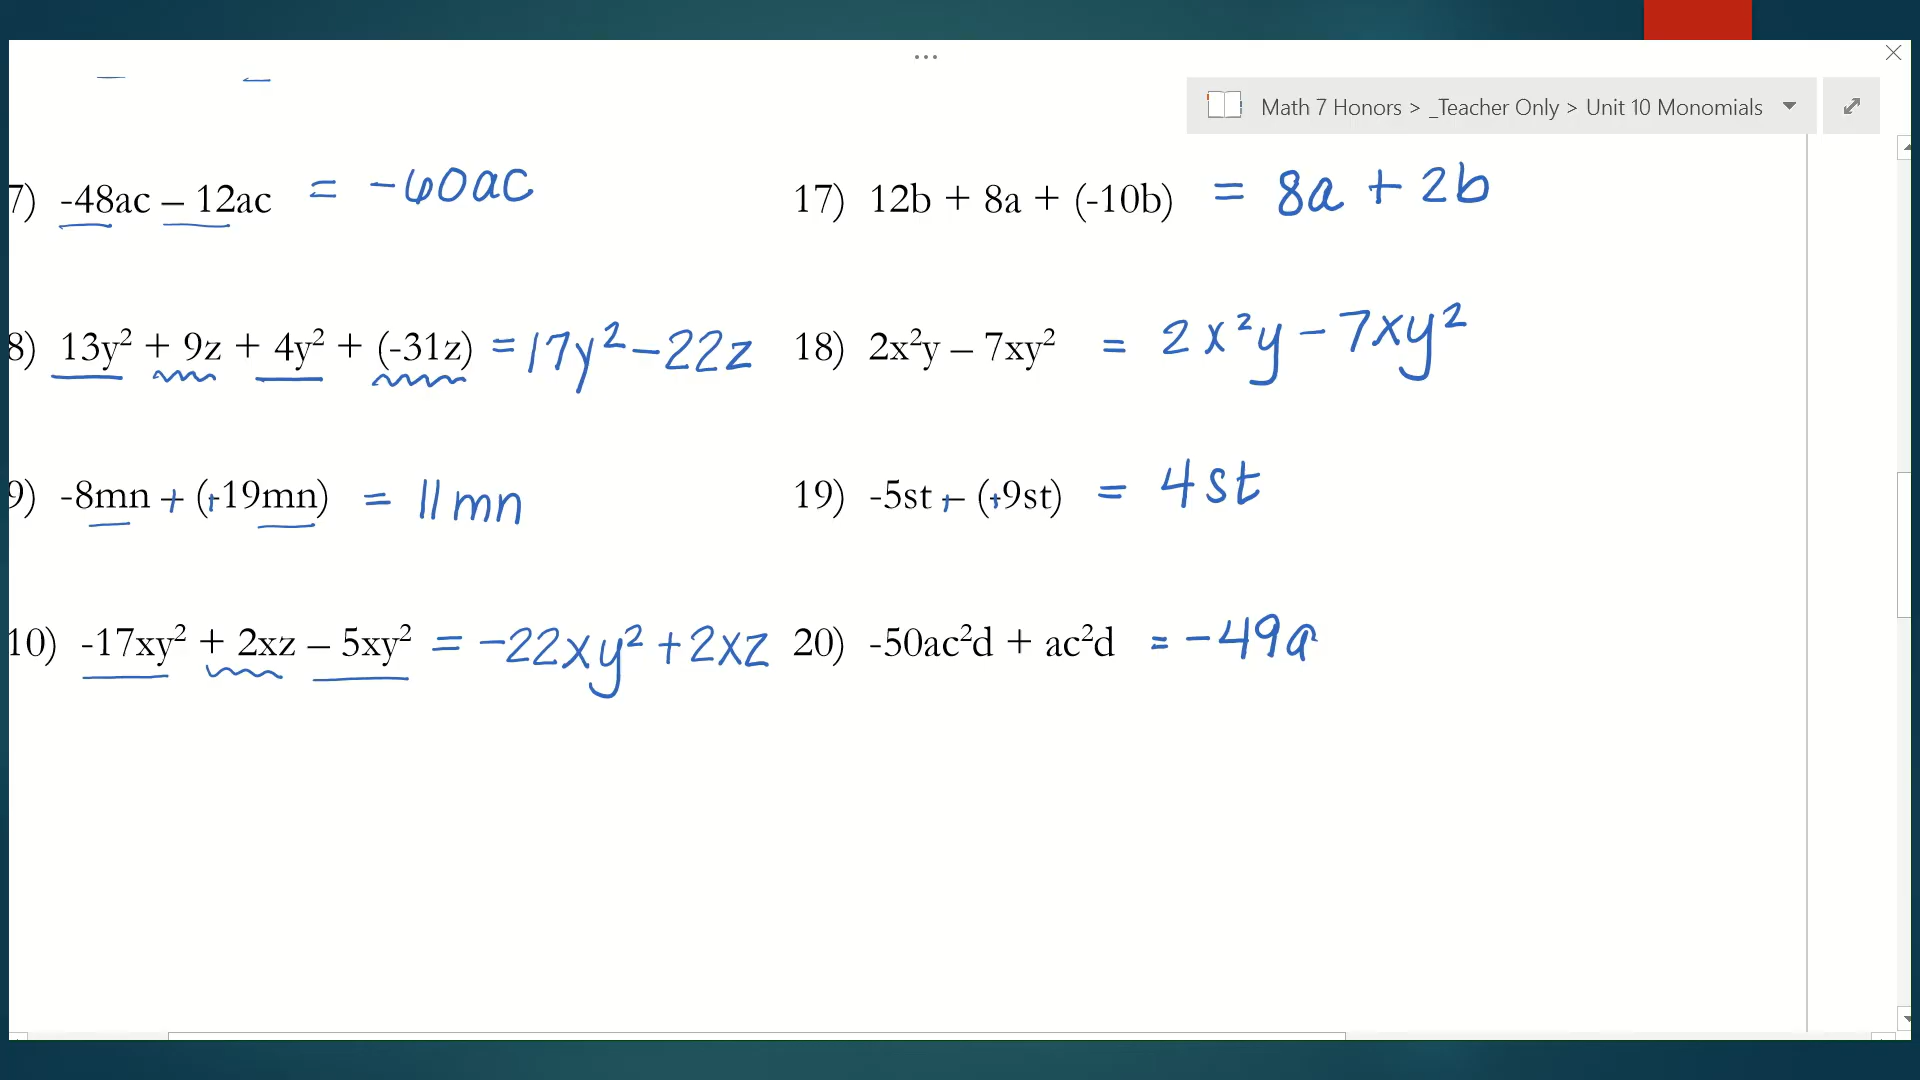 Math 7 Honors > _Teacher Only > Unit 10 Monomials
7) -48ac – 12ac = -60ac
8) 13y² + 9z + 4y² + (-31z) = 17y² - 22z
9) -8mn + (+19mn) = 11mn
10) -17xy² + 2xz – 5xy² = -22xy² + 2xz
17) 12b + 8a + (-10b) = 8a + 2b
18) 2x²y – 7xy² = 2x²y - 7xy²
19) -5st + (+9st) = 4st
20) -50ac²d + ac²d = -49a